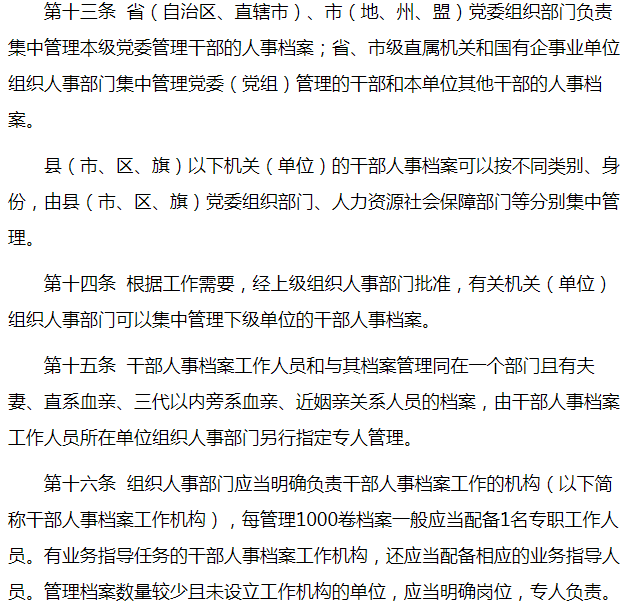 第十三条 省（自治区、直辖市）、市（地、州、盟）党委组织部门负责
集中管理本级党委管理干部的人事档案；省、市级直属机关和国有企事业单位
组织人事部门集中管理党委（党组）管理的干部和本单位其他干部的人事档
案。
县（市、区、旗）以下机关（单位）的干部人事档案可以按不同类别、身
份，由县（市、区、旗）党委组织部门、人力资源社会保障部门等分别集中管
理。
第十四条 根据工作需要，经上级组织人事部门批准，有关机关（单位）
组织人事部门可以集中管理下级单位的干部人事档案。
第十五条 干部人事档案工作人员和与其档案管理同在一个部门且有夫
妻、直系血亲、三代以内旁系血亲、近姻亲关系人员的档案，由干部人事档案
工作人员所在单位组织人事部门另行指定专人管理。
第十六条 组织人事部门应当明确负责干部人事档案工作的机构（以下简
称干部人事档案工作机构），每管理1000卷档案一般应当配备1名专职工作人
员。有业务指导任务的干部人事档案工作机构，还应当配备相应的业务指导人
员。管理档案数量较少且未设立工作机构的单位，应当明确岗位，专人负责。